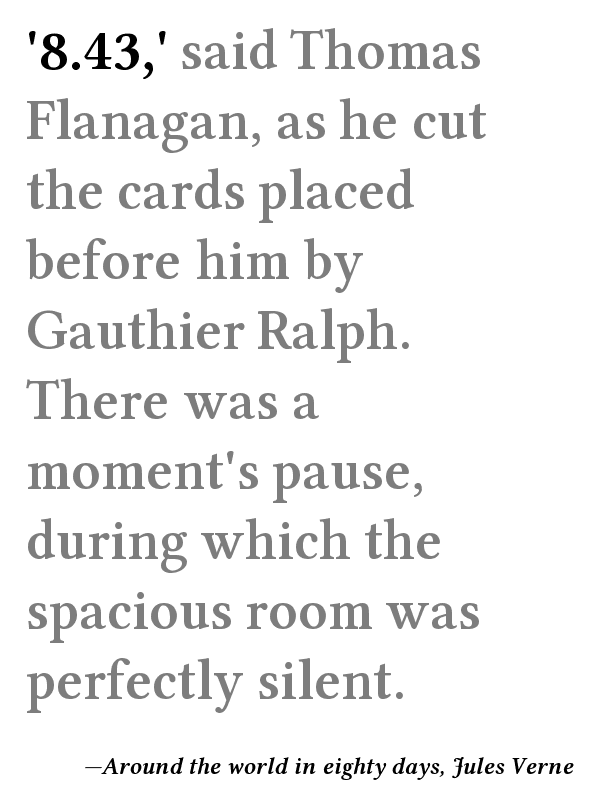 '8.43,' said Thomas
Flanagan, as he cut
the cards placed
before him by
Gauthier Ralph.
There was a
moment's pause,
during which the
spacious room was
perfectly silent.
—Around the world in eighty days, Jules Verne